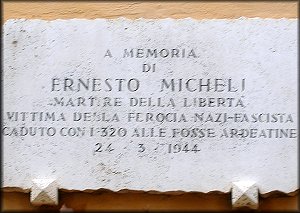 A MEMORIA
DI
ERNESTO MICHELI
MARTIRE DELLA LIBERTA
VITTIMA DELLA FEROCIA NAZI-FASCISTA
CADUTO CON I 320 ALLE FOSSE ARDEATINE
24 - 3 - 1944